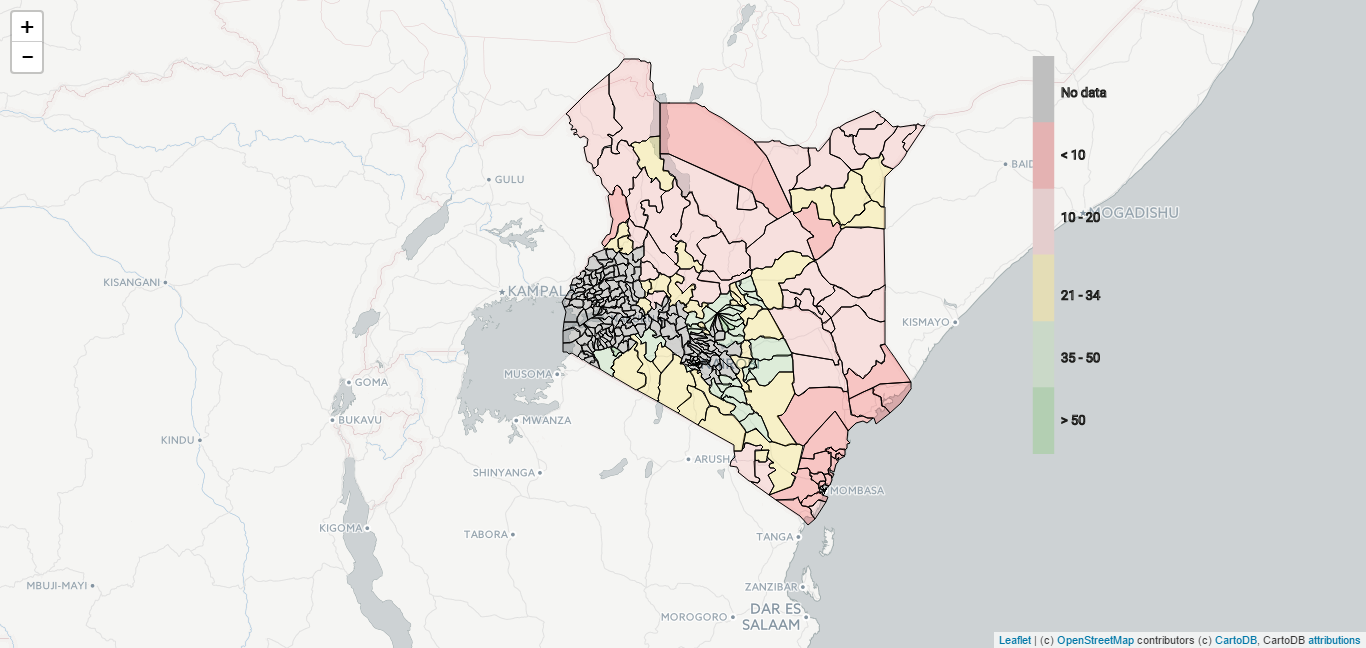 +
−
No data
< 10
10 - 20
21 - 34
35 - 50
> 50
GULU
BAID
MOGADISHU
KISANGANI
KAMPAL
KISMAYO
MUSOMA
GOMA
BUKAVU
MWANZA
KINDU
ARUSH
SHINYANGA
MOMBASA
KIGOMA
TABORA
TANGA
MBUJI-MAYI
ZANZIBAR
MOROGORO
DAR ES
SALAAM
Leaflet | (c) OpenStreetMap contributors (c) CartoDB, CartoDB attributions